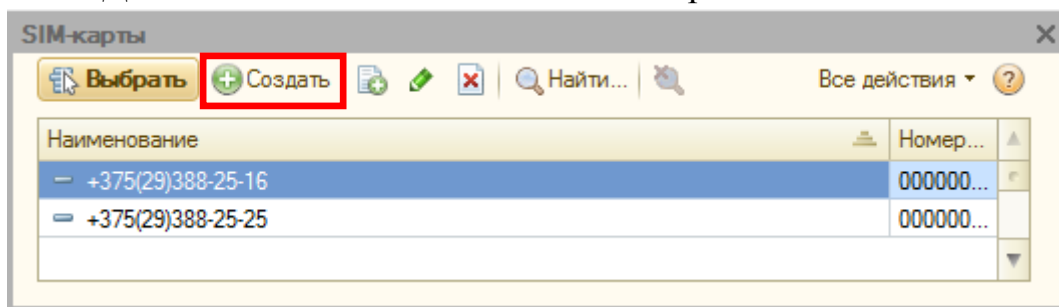 SIM-карты
Выбрать Создать Найти... Все действия
Наименование Номер...
+375(29)388-25-16 000000...
+375(29)388-25-25 000000...